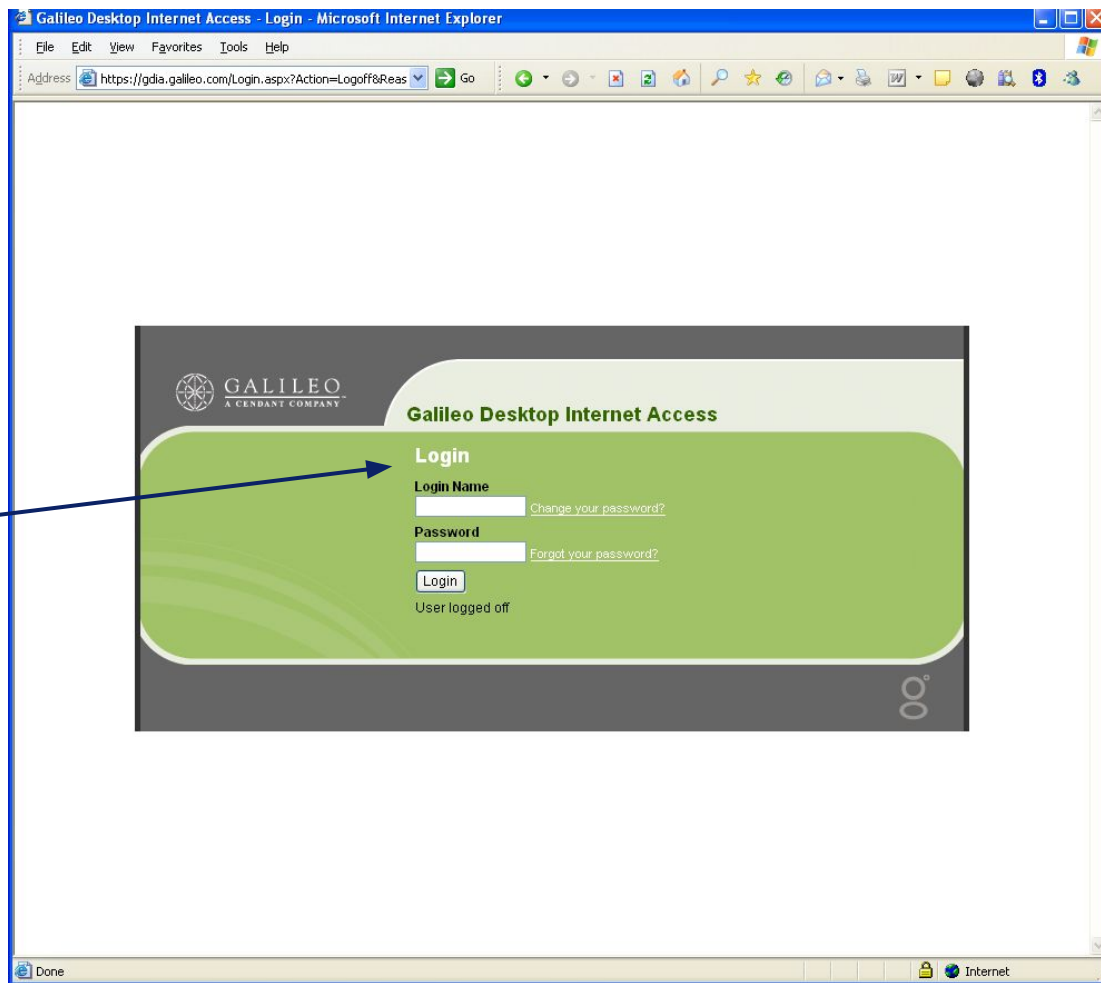 Galileo Desktop Internet Access - Login - Microsoft Internet Explorer
File Edit View Favorites Tools Help
Address https://gdia.galileo.com/Login.aspx?Action=Logoff&Reas Go
GALILEO
A CENDANT COMPANY
Galileo Desktop Internet Access
Login
Login Name
Change your password?
Password
Forgot your password?
Login
User logged off
g
Done Internet